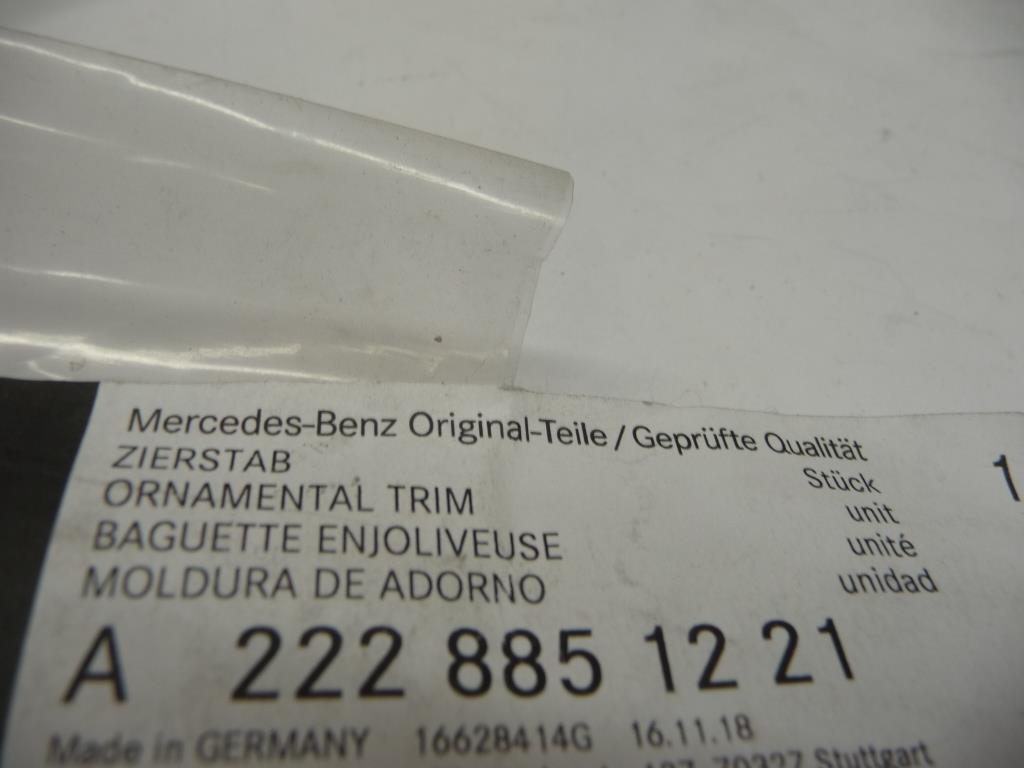 Mercedes-Benz Original-Teile / Geprüfte Qualität
ZIERSTAB Stück 1
ORNAMENTAL TRIM unit
BAGUETTE ENJOLIVEUSE unité
MOLDURA DE ADORNO unidad
A 222 885 12 21
Made in GERMANY 16628414G 16.11.18
70327 Stuttgart